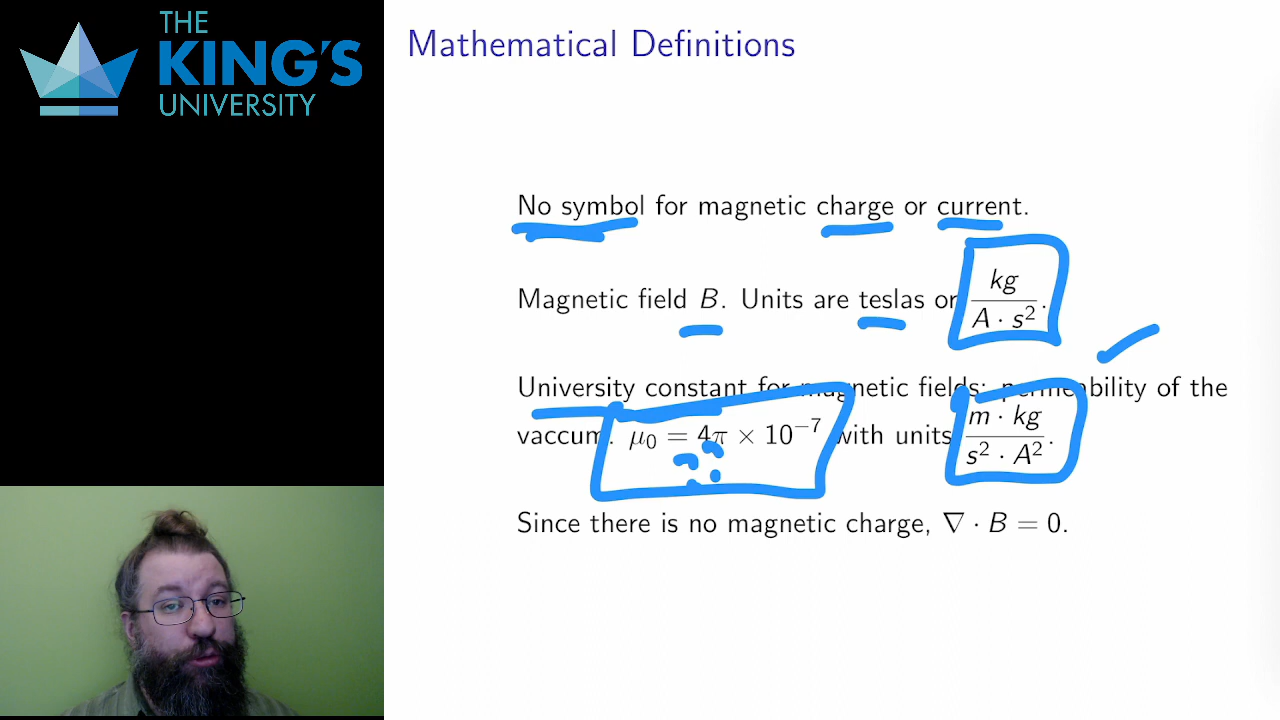 THE
KING'S
UNIVERSITY
Mathematical Definitions
No symbol for magnetic charge or current.
Magnetic field B. Units are teslas or kg / A · s².
University constant for magnetic fields: permeability of the
vaccum. μ₀ = 4π × 10⁻⁷ with units m · kg / s² · A².
Since there is no magnetic charge, ∇ · B = 0.
??